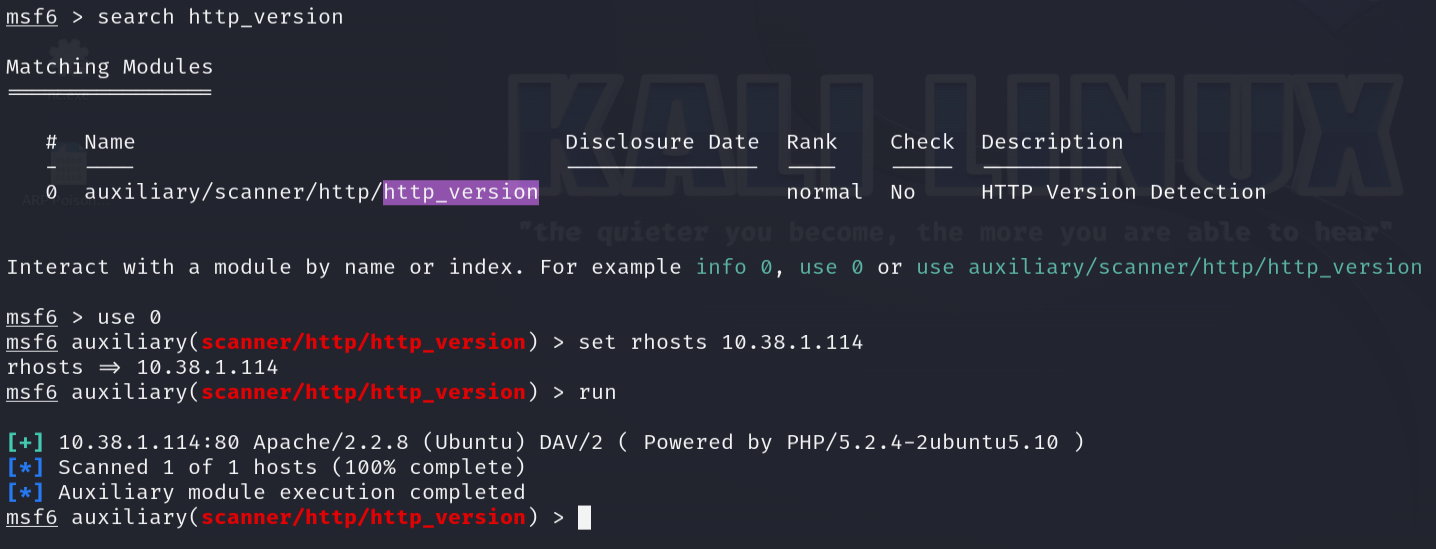 msf6 > search http_version
Matching Modules
================
# Name Disclosure Date Rank Check Description
- ---- --------------- ---- ----- -----------
0 auxiliary/scanner/http/http_version normal No HTTP Version Detection
KALI LINUX
"the quieter you become, the more you are able to hear"
Interact with a module by name or index. For example info 0, use 0 or use auxiliary/scanner/http/http_version
msf6 > use 0
msf6 auxiliary(scanner/http/http_version) > set rhosts 10.38.1.114
rhosts => 10.38.1.114
msf6 auxiliary(scanner/http/http_version) > run
[+] 10.38.1.114:80 Apache/2.2.8 (Ubuntu) DAV/2 ( Powered by PHP/5.2.4-2ubuntu5.10 )
[*] Scanned 1 of 1 hosts (100% complete)
[*] Auxiliary module execution completed
msf6 auxiliary(scanner/http/http_version) >